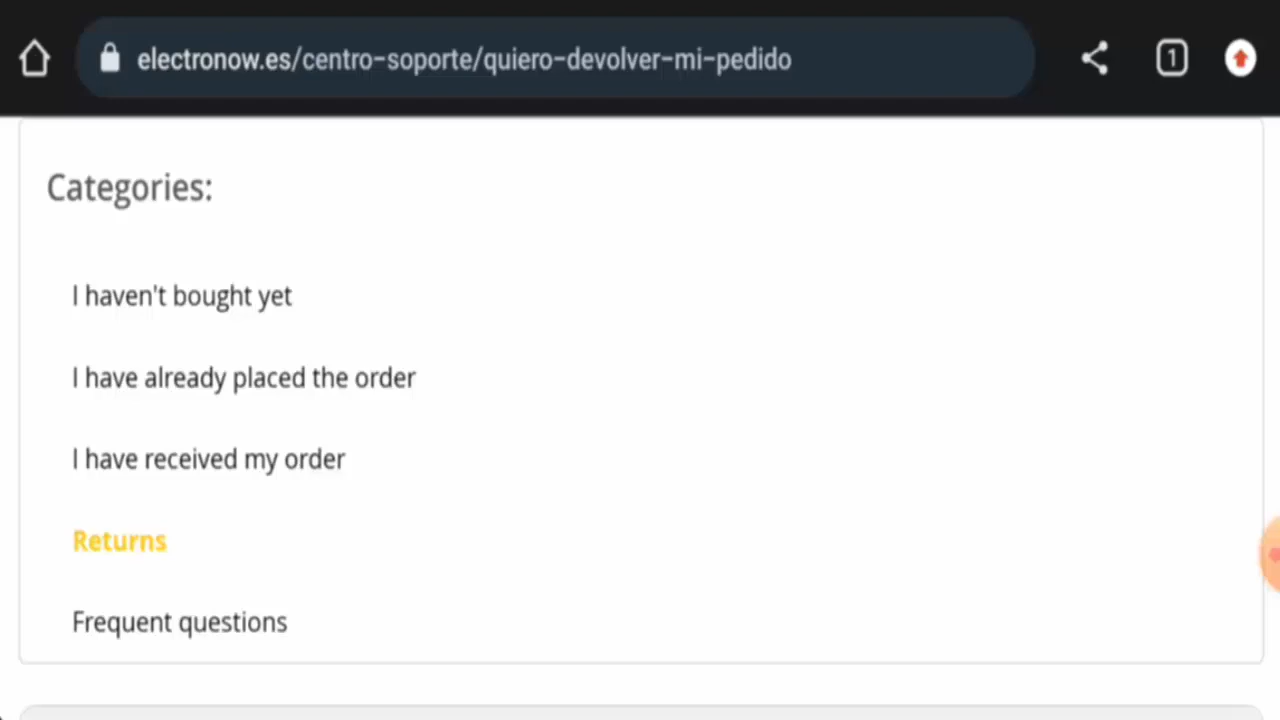 electronow.es/centro-soporte/quiero-devolver-mi-pedido
1
Categories:
I haven't bought yet
I have already placed the order
I have received my order
Returns
Frequent questions